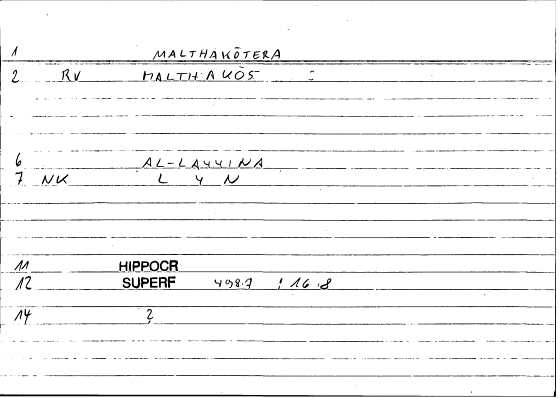 1 MALTHAKŌTERA
2 RV MALTHAKŌS :
6 AL-LAYYINA
7 NK L Y N
11 HIPPOCR
12 SUPERF 498.7 : 16.8
14 2